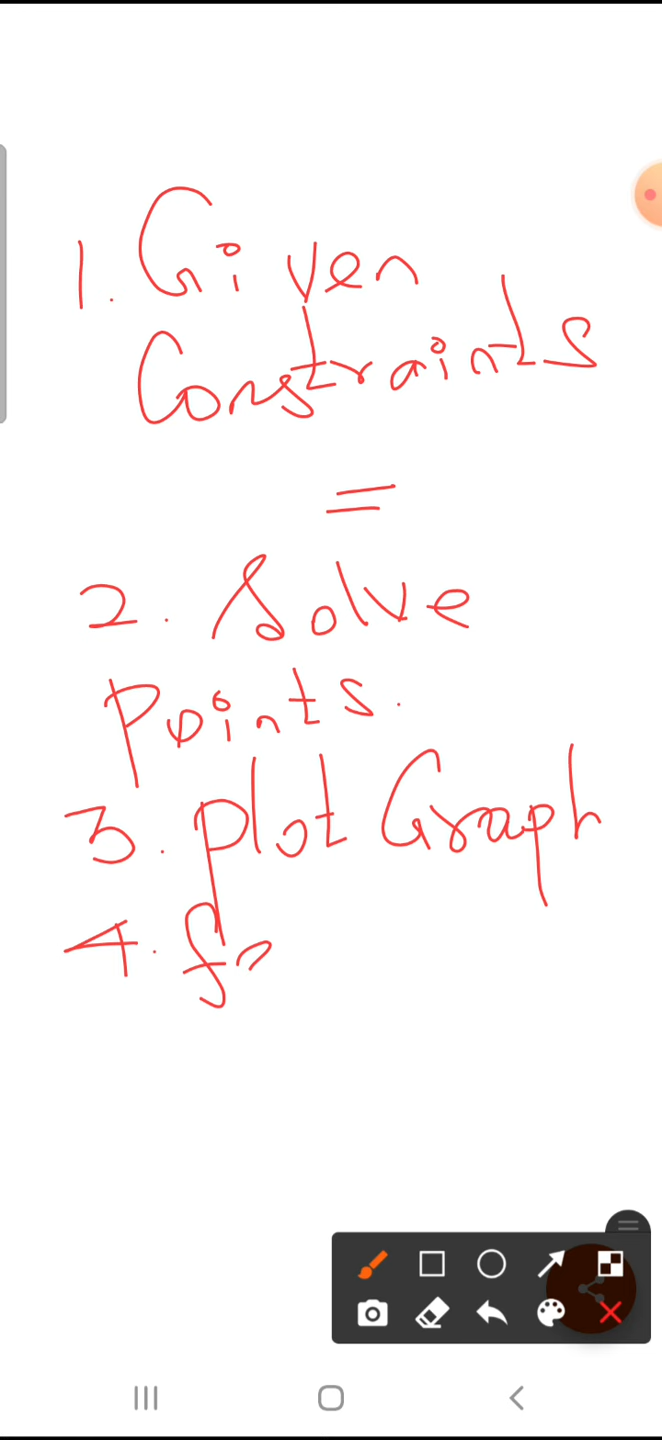 1. Given
Constraints
=
2. Solve
Points.
3. plot Graph
4.